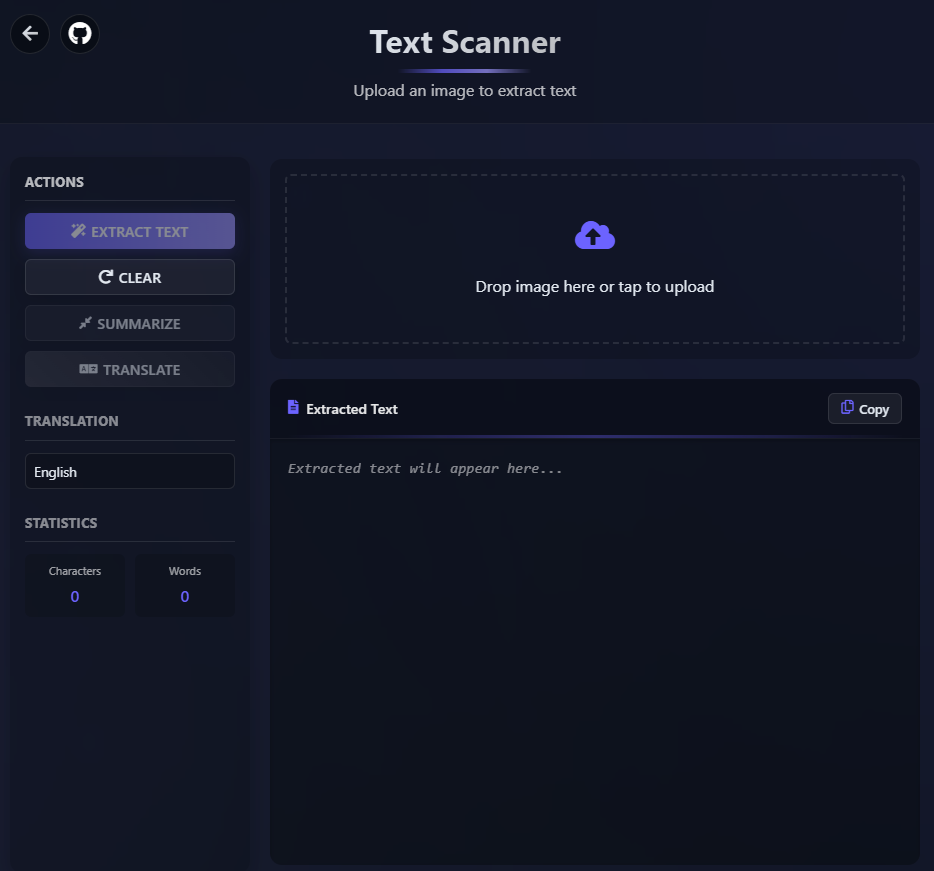 Text Scanner
Upload an image to extract text
ACTIONS
EXTRACT TEXT
CLEAR
SUMMARIZE
TRANSLATE
TRANSLATION
English
STATISTICS
Characters
0
Words
0
Drop image here or tap to upload
Extracted Text
Copy
Extracted text will appear here...